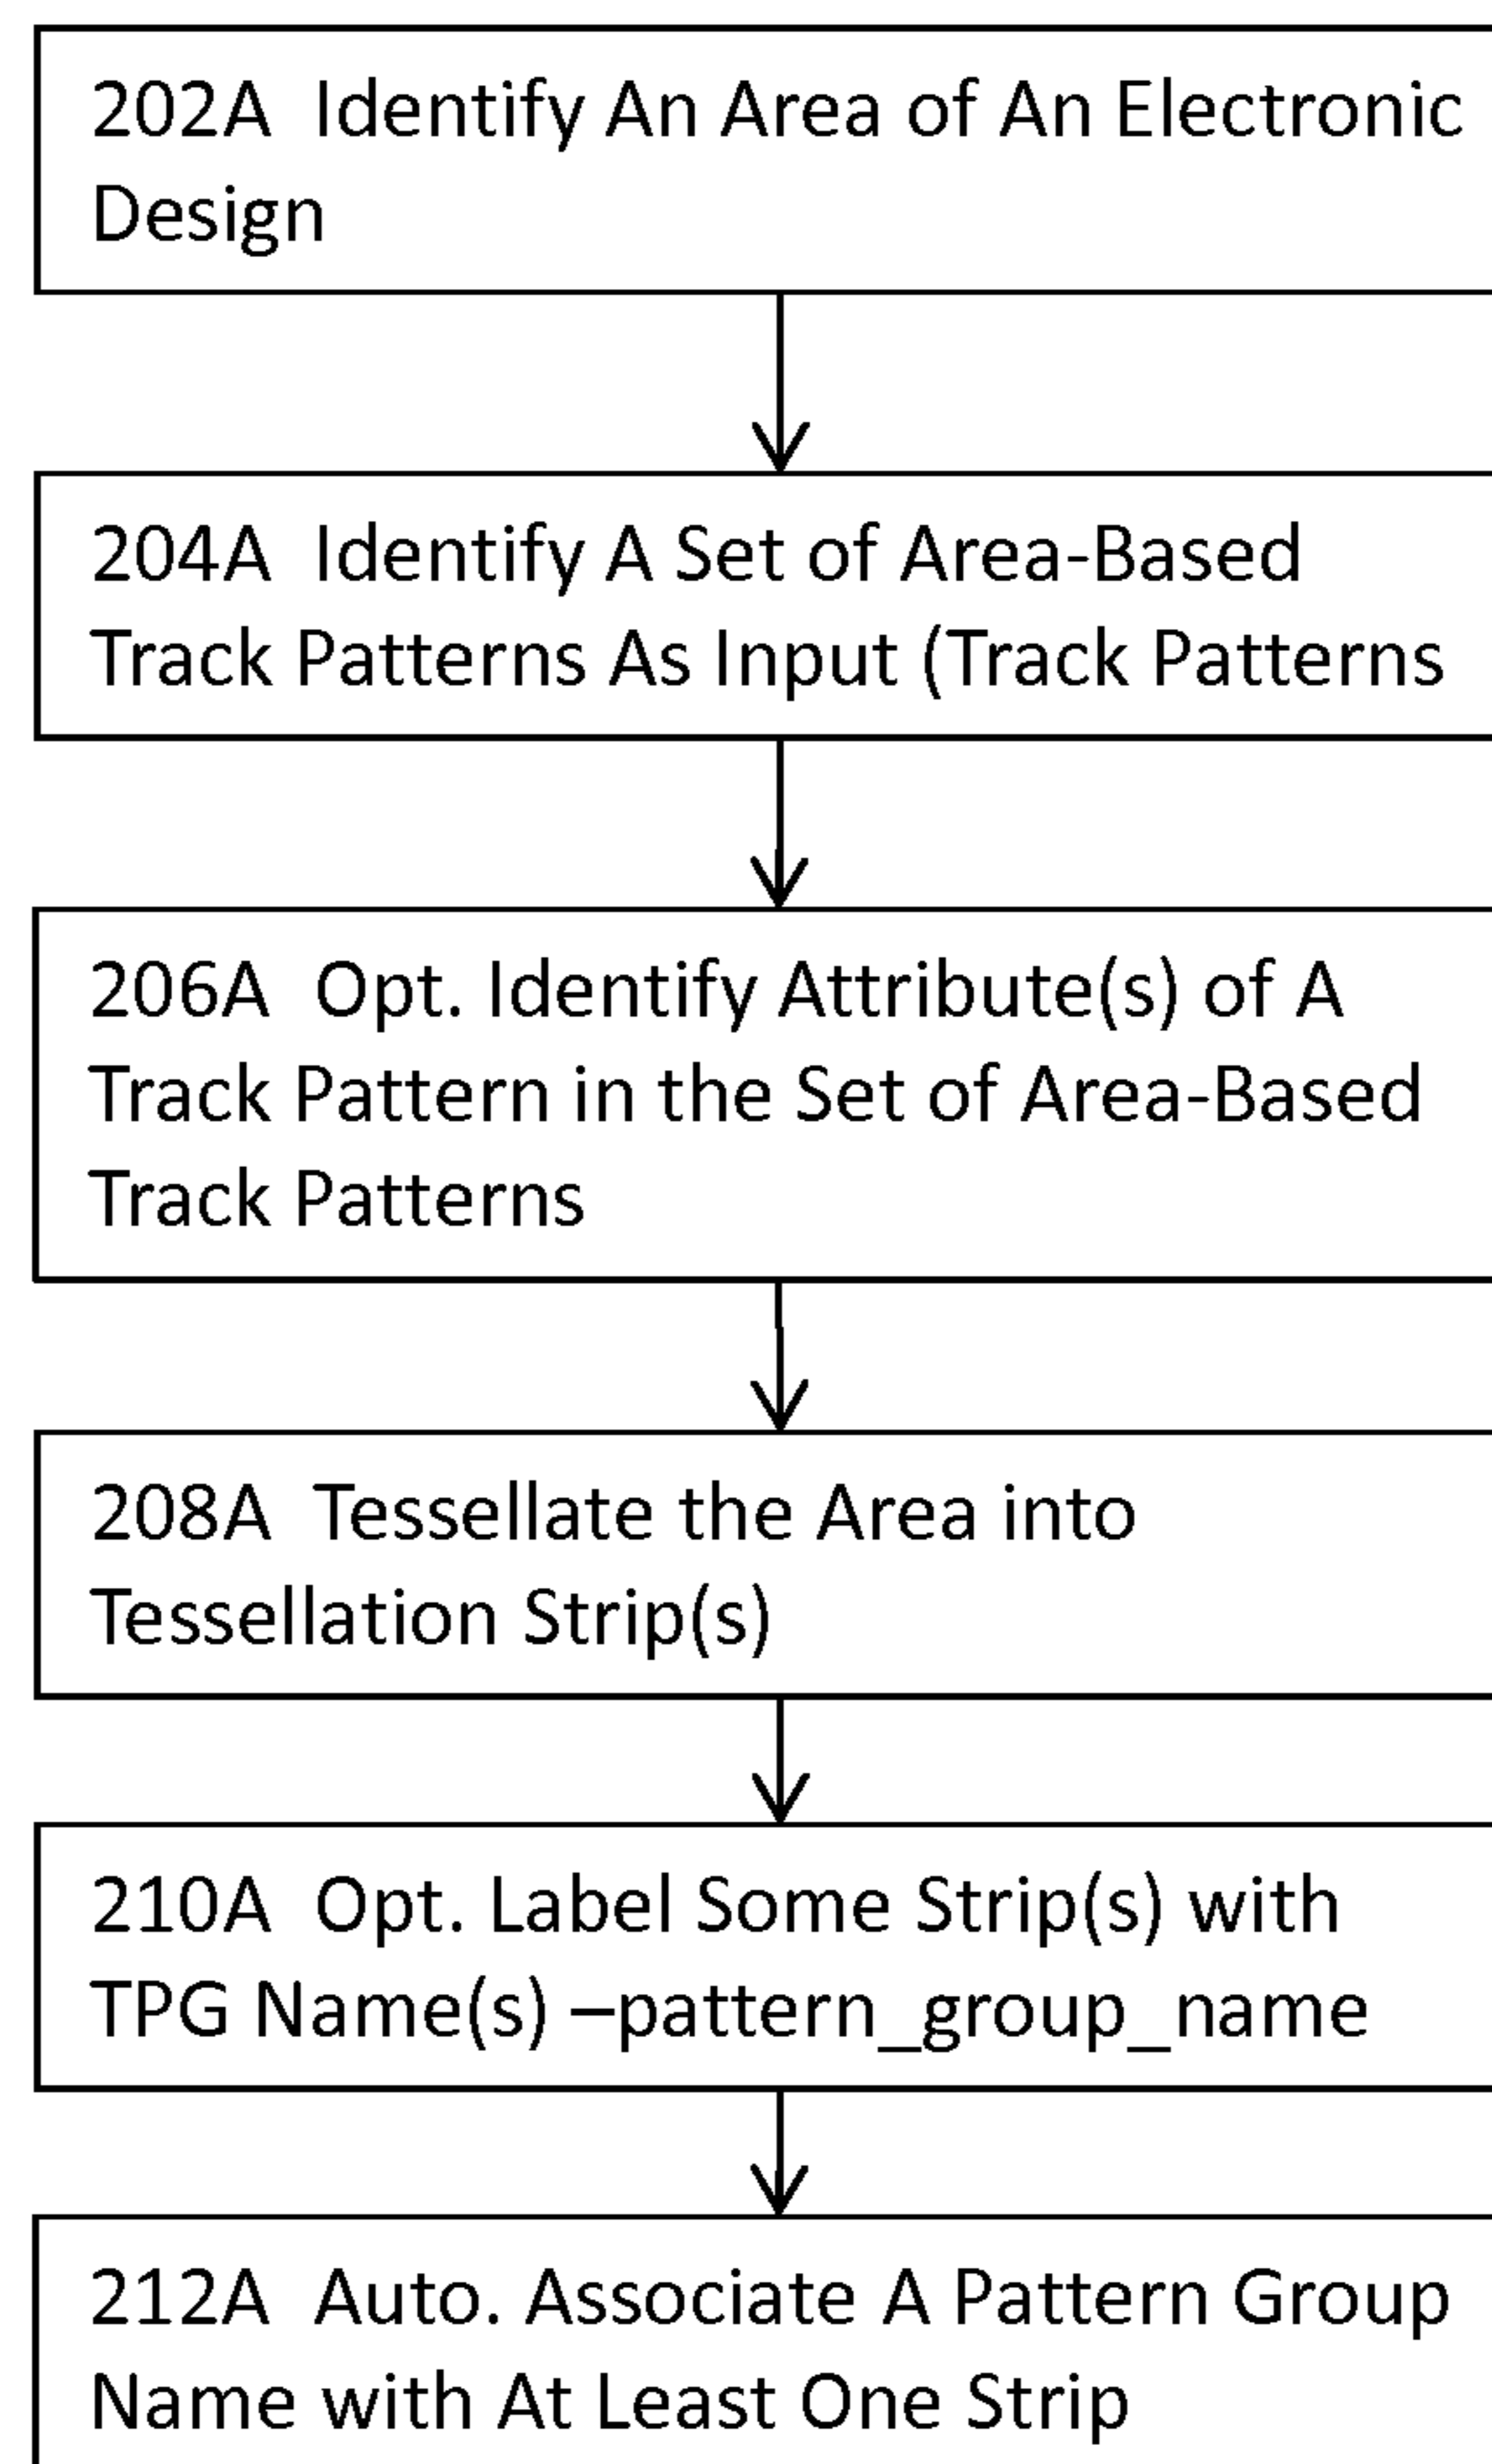 202A Identify An Area of An Electronic
Design
204A Identify A Set of Area-Based
Track Patterns As Input (Track Patterns
206A Opt. Identify Attribute(s) of A
Track Pattern in the Set of Area-Based
Track Patterns
208A Tessellate the Area into
Tessellation Strip(s)
210A Opt. Label Some Strip(s) with
TPG Name(s) –pattern_group_name
212A Auto. Associate A Pattern Group
Name with At Least One Strip